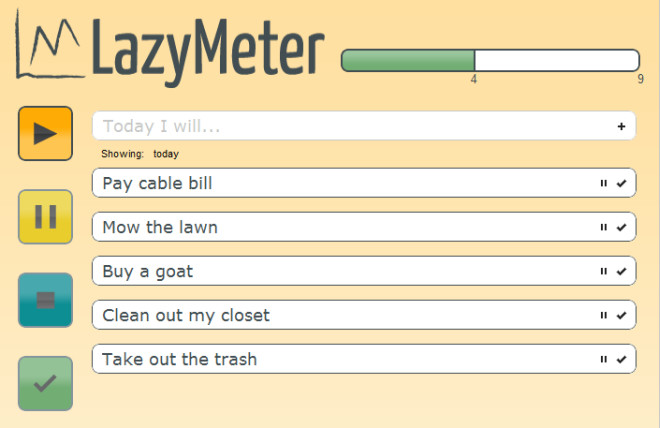 LazyMeter
4 9
Today I will...
Showing: today
Pay cable bill
Mow the lawn
Buy a goat
Clean out my closet
Take out the trash